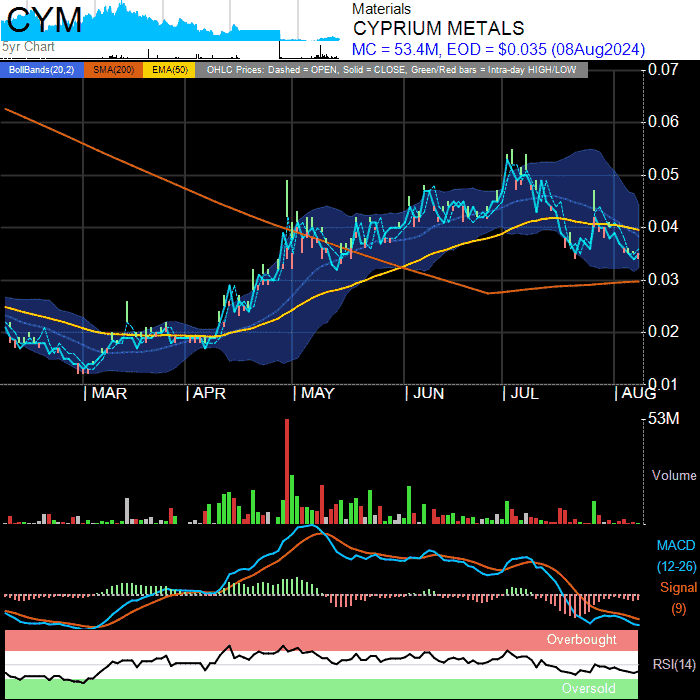 CYM
5yr Chart
Materials
CYPRIUM METALS
MC = 53.4M, EOD = $0.035 (08Aug2024)
BollBands(20,2) SMA(200) EMA(50) OHLC Prices: Dashed = OPEN, Solid = CLOSE, Green/Red bars = Intra-day HIGH/LOW
0.07
0.06
0.05
0.04
0.03
0.02
0.01
| MAR | APR | MAY | JUN | JUL | AUG
53M
Volume
MACD
(12-26)
Signal
(9)
Overbought
RSI(14)
Oversold